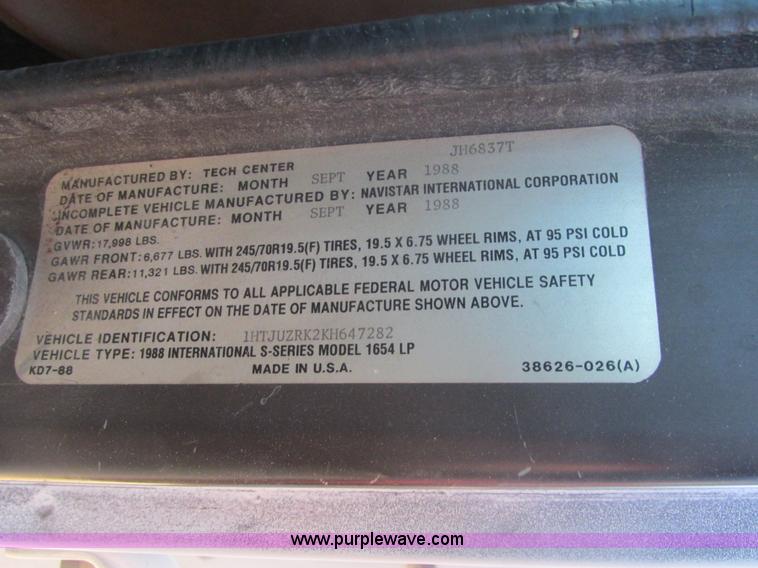 JH6837T
MANUFACTURED BY: TECH CENTER
DATE OF MANUFACTURE: MONTH SEPT YEAR 1988
INCOMPLETE VEHICLE MANUFACTURED BY: NAVISTAR INTERNATIONAL CORPORATION
DATE OF MANUFACTURE: MONTH SEPT YEAR 1988
GVWR: 17,998 LBS.
GAWR FRONT: 6,677 LBS. WITH 245/70R19.5(F) TIRES, 19.5 X 6.75 WHEEL RIMS, AT 95 PSI COLD
GAWR REAR: 11,321 LBS. WITH 245/70R19.5(F) TIRES, 19.5 X 6.75 WHEEL RIMS, AT 95 PSI COLD
THIS VEHICLE CONFORMS TO ALL APPLICABLE FEDERAL MOTOR VEHICLE SAFETY
STANDARDS IN EFFECT ON THE DATE OF MANUFACTURE SHOWN ABOVE.
VEHICLE IDENTIFICATION: 1HTJUZRK2KH647282
VEHICLE TYPE: 1988 INTERNATIONAL S-SERIES MODEL 1654 LP
KD7-88 MADE IN U.S.A. 38626-026(A)
www.purplewave.com